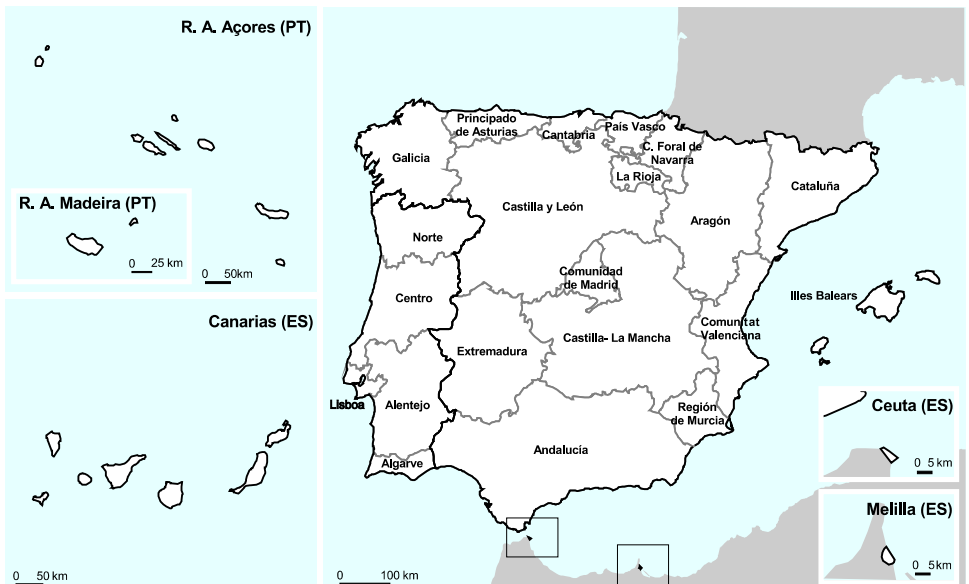 R. A. Açores (PT)
R. A. Madeira (PT)
0 25 km
0 50km
Canarias (ES)
0 50 km
Galicia
Principado
de Asturias
Cantabria
País Vasco
C. Foral de
Navarra
La Rioja
Cataluña
Castilla y León
Aragón
Norte
Comunidad
de Madrid
Centro
Illes Balears
Comunitat
Valenciana
Castilla- La Mancha
Extremadura
Lisboa
Alentejo
Región
de Murcia
Andalucía
Algarve
0 100 km
Ceuta (ES)
0 5 km
Melilla (ES)
0 5km